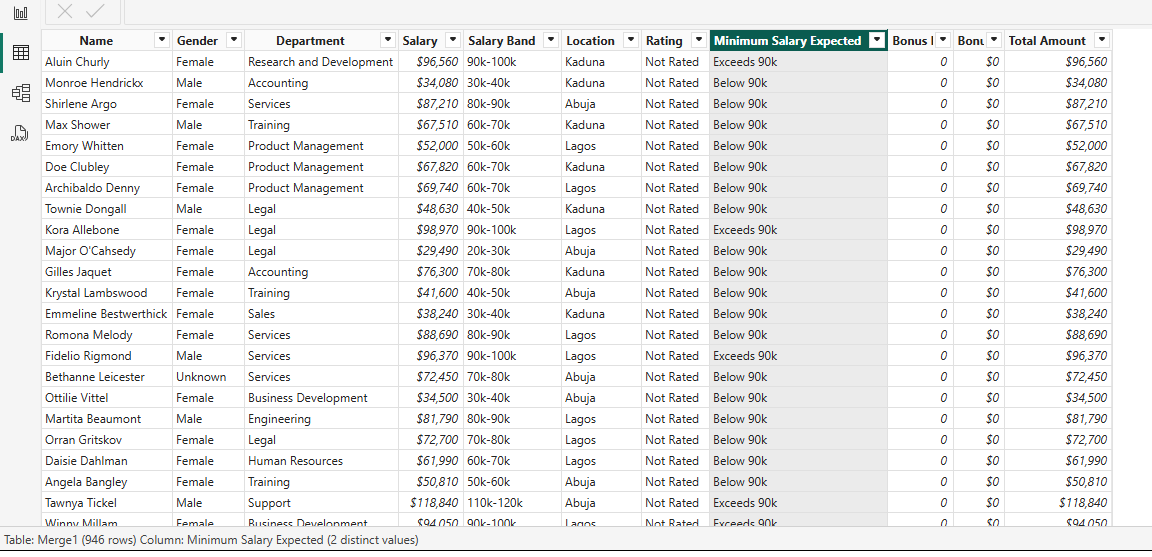 Name Gender Department Salary Salary Band Location Rating Minimum Salary Expected Bonus Bonu Total Amount
Aluin Churly Female Research and Development $96,560 90k-100k Kaduna Not Rated Exceeds 90k 0 $0 $96,560
Monroe Hendrickx Male Accounting $34,080 30k-40k Kaduna Not Rated Below 90k 0 $0 $34,080
Shirlene Argo Female Services $87,210 80k-90k Abuja Not Rated Below 90k 0 $0 $87,210
Max Shower Male Training $67,510 60k-70k Kaduna Not Rated Below 90k 0 $0 $67,510
Emory Whitten Female Product Management $52,000 50k-60k Lagos Not Rated Below 90k 0 $0 $52,000
Doe Clubley Female Product Management $67,820 60k-70k Kaduna Not Rated Below 90k 0 $0 $67,820
Archibaldo Denny Female Product Management $69,740 60k-70k Lagos Not Rated Below 90k 0 $0 $69,740
Townie Dongall Male Legal $48,630 40k-50k Kaduna Not Rated Below 90k 0 $0 $48,630
Kora Allebone Female Legal $98,970 90k-100k Lagos Not Rated Exceeds 90k 0 $0 $98,970
Major O'Cahsedy Female Legal $29,490 20k-30k Abuja Not Rated Below 90k 0 $0 $29,490
Gilles Jaquet Female Accounting $76,300 70k-80k Kaduna Not Rated Below 90k 0 $0 $76,300
Krystal Lambswood Female Training $41,600 40k-50k Abuja Not Rated Below 90k 0 $0 $41,600
Emmeline Bestwerthick Female Sales $38,240 30k-40k Kaduna Not Rated Below 90k 0 $0 $38,240
Romona Melody Female Services $88,690 80k-90k Lagos Not Rated Below 90k 0 $0 $88,690
Fidelio Rigmond Male Services $96,370 90k-100k Lagos Not Rated Exceeds 90k 0 $0 $96,370
Bethanne Leicester Unknown Services $72,450 70k-80k Abuja Not Rated Below 90k 0 $0 $72,450
Ottilie Vittel Female Business Development $34,500 30k-40k Abuja Not Rated Below 90k 0 $0 $34,500
Martita Beaumont Male Engineering $81,790 80k-90k Lagos Not Rated Below 90k 0 $0 $81,790
Orran Gritskov Female Legal $72,700 70k-80k Lagos Not Rated Below 90k 0 $0 $72,700
Daisie Dahlman Female Human Resources $61,990 60k-70k Lagos Not Rated Below 90k 0 $0 $61,990
Angela Bangley Female Training $50,810 50k-60k Abuja Not Rated Below 90k 0 $0 $50,810
Tawnya Tickel Male Support $118,840 110k-120k Abuja Not Rated Exceeds 90k 0 $0 $118,840
Winny Millam Female Business Development $94,050 90k-100k Lagos Not Rated Exceeds 90k 0 $0 $94,050
Table: Merge1 (946 rows) Column: Minimum Salary Expected (2 distinct values)
DAX